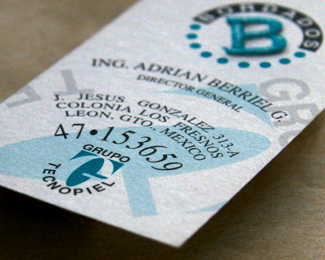 BORDADOS
B
ING. ADRIAN BERRIEL G.
DIRECTOR GENERAL
J. JESUS GONZALEZ 313-A
COLONIA LOS FRESNOS
LEON, GTO., MEXICO
47•153659
GRUPO
TECNOPIEL